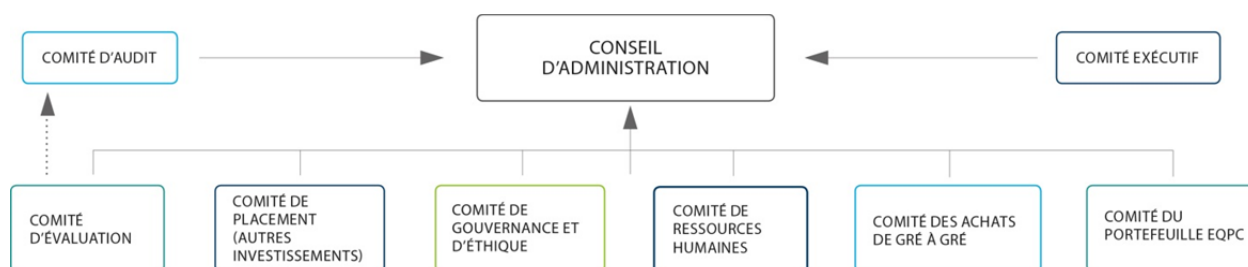 COMITÉ D'AUDIT
CONSEIL
D'ADMINISTRATION
COMITÉ EXÉCUTIF
COMITÉ
D'ÉVALUATION
COMITÉ DE
PLACEMENT
(AUTRES
INVESTISSEMENTS)
COMITÉ DE
GOUVERNANCE ET
D'ÉTHIQUE
COMITÉ DE
RESSOURCES
HUMAINES
COMITÉ DES ACHATS
DE GRÉ À GRÉ
COMITÉ DU
PORTEFEUILLE EQPC